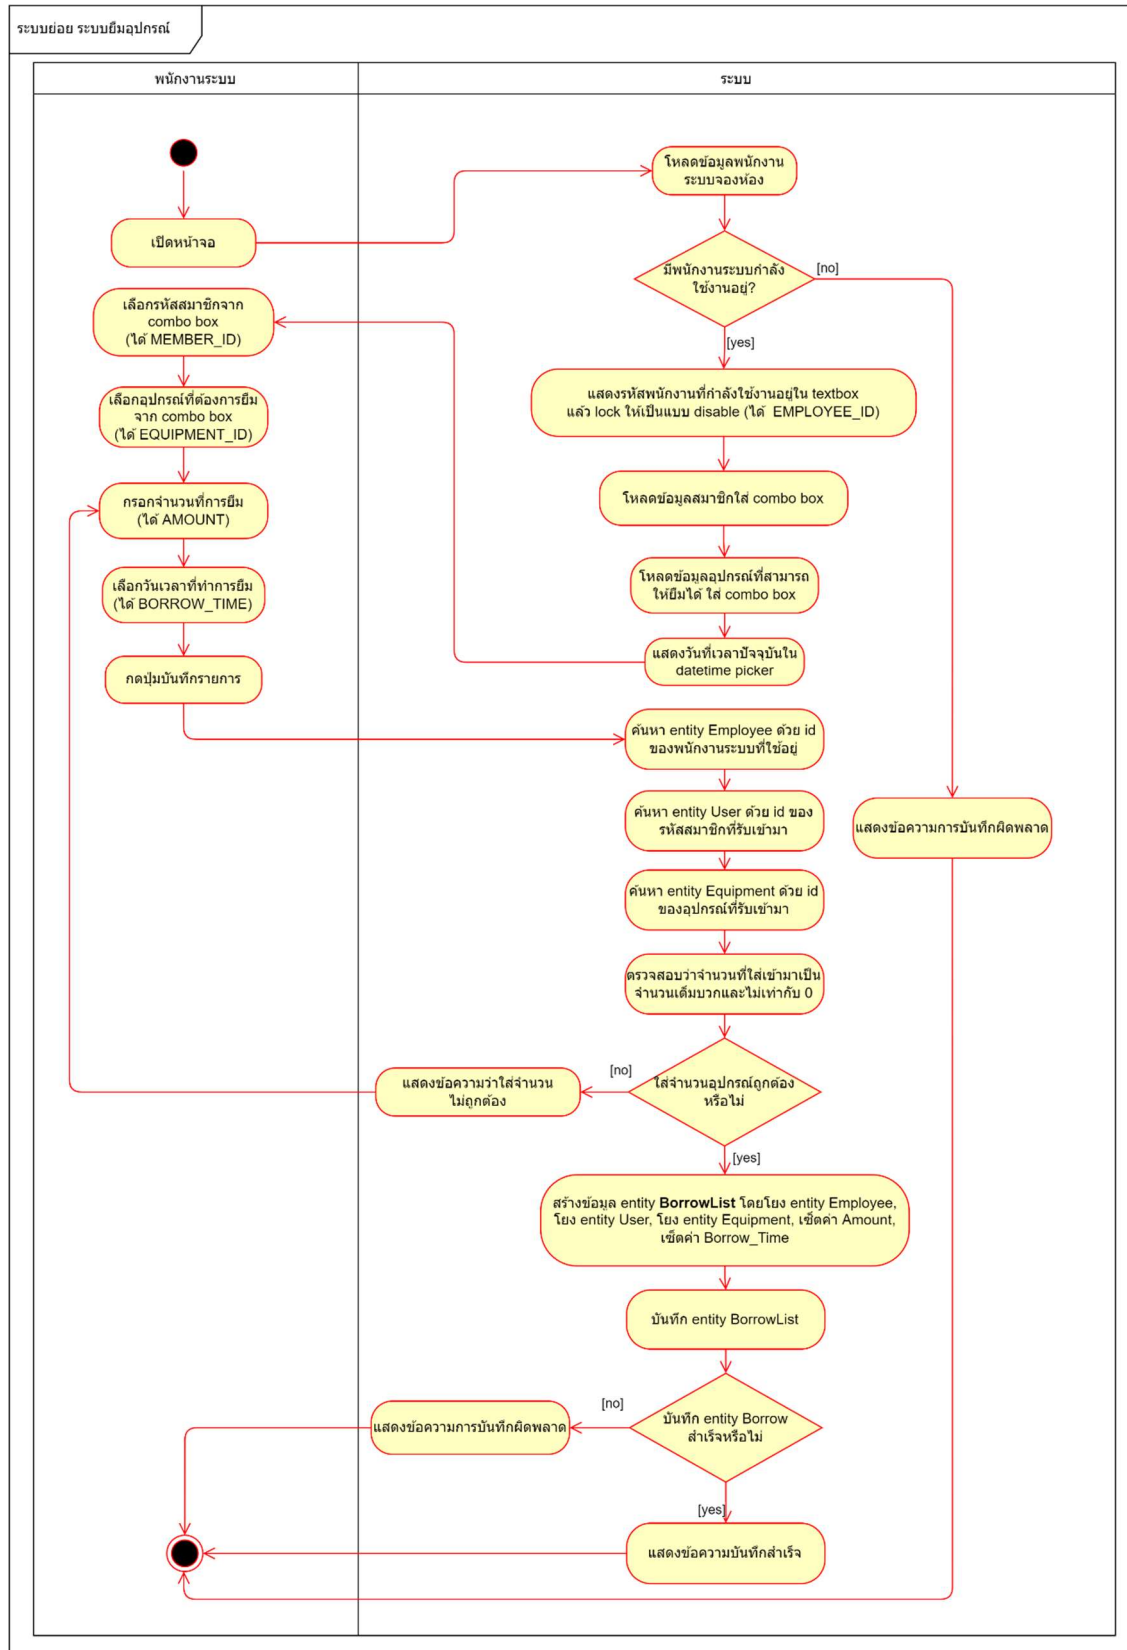 ระบบย่อย ระบบยืมอุปกรณ์
พนักงานระบบ
ระบบ
โหลดข้อมูลพนักงาน
ระบบจองห้อง
เปิดหน้าจอ
มีพนักงานระบบกำลัง
ใช้งานอยู่?
[no]
[yes]
เลือกรหัสสมาชิกจาก
combo box
(ได้ MEMBER_ID)
แสดงรหัสพนักงานที่กำลังใช้งานอยู่ใน textbox
แล้ว lock ให้เป็นแบบ disable (ได้ EMPLOYEE_ID)
เลือกอุปกรณ์ที่ต้องการยืม
จาก combo box
(ได้ EQUIPMENT_ID)
โหลดข้อมูลสมาชิกใส่ combo box
กรอกจำนวนที่การยืม
(ได้ AMOUNT)
โหลดข้อมูลอุปกรณ์ที่สามารถ
ให้ยืมได้ ใส่ combo box
เลือกวันเวลาที่ทำการยืม
(ได้ BORROW_TIME)
แสดงวันที่เวลาปัจจุบันใน
datetime picker
กดปุ่มบันทึกรายการ
ค้นหา entity Employee ด้วย id
ของพนักงานระบบที่ใช้อยู่
ค้นหา entity User ด้วย id ของ
รหัสสมาชิกที่รับเข้ามา
แสดงข้อความการบันทึกผิดพลาด
ค้นหา entity Equipment ด้วย id
ของอุปกรณ์ที่รับเข้ามา
ตรวจสอบว่าจำนวนที่ใส่เข้ามาเป็น
จำนวนเต็มบวกและไม่เท่ากับ 0
[no]
ใส่จำนวนอุปกรณ์ถูกต้อง
หรือไม่
แสดงข้อความว่าใส่จำนวน
ไม่ถูกต้อง
[yes]
สร้างข้อมูล entity BorrowList โดยโยง entity Employee,
โยง entity User, โยง entity Equipment, เซ็ตค่า Amount,
เซ็ตค่า Borrow_Time
บันทึก entity BorrowList
[no]
บันทึก entity Borrow
สำเร็จหรือไม่
แสดงข้อความการบันทึกผิดพลาด
[yes]
แสดงข้อความบันทึกสำเร็จ